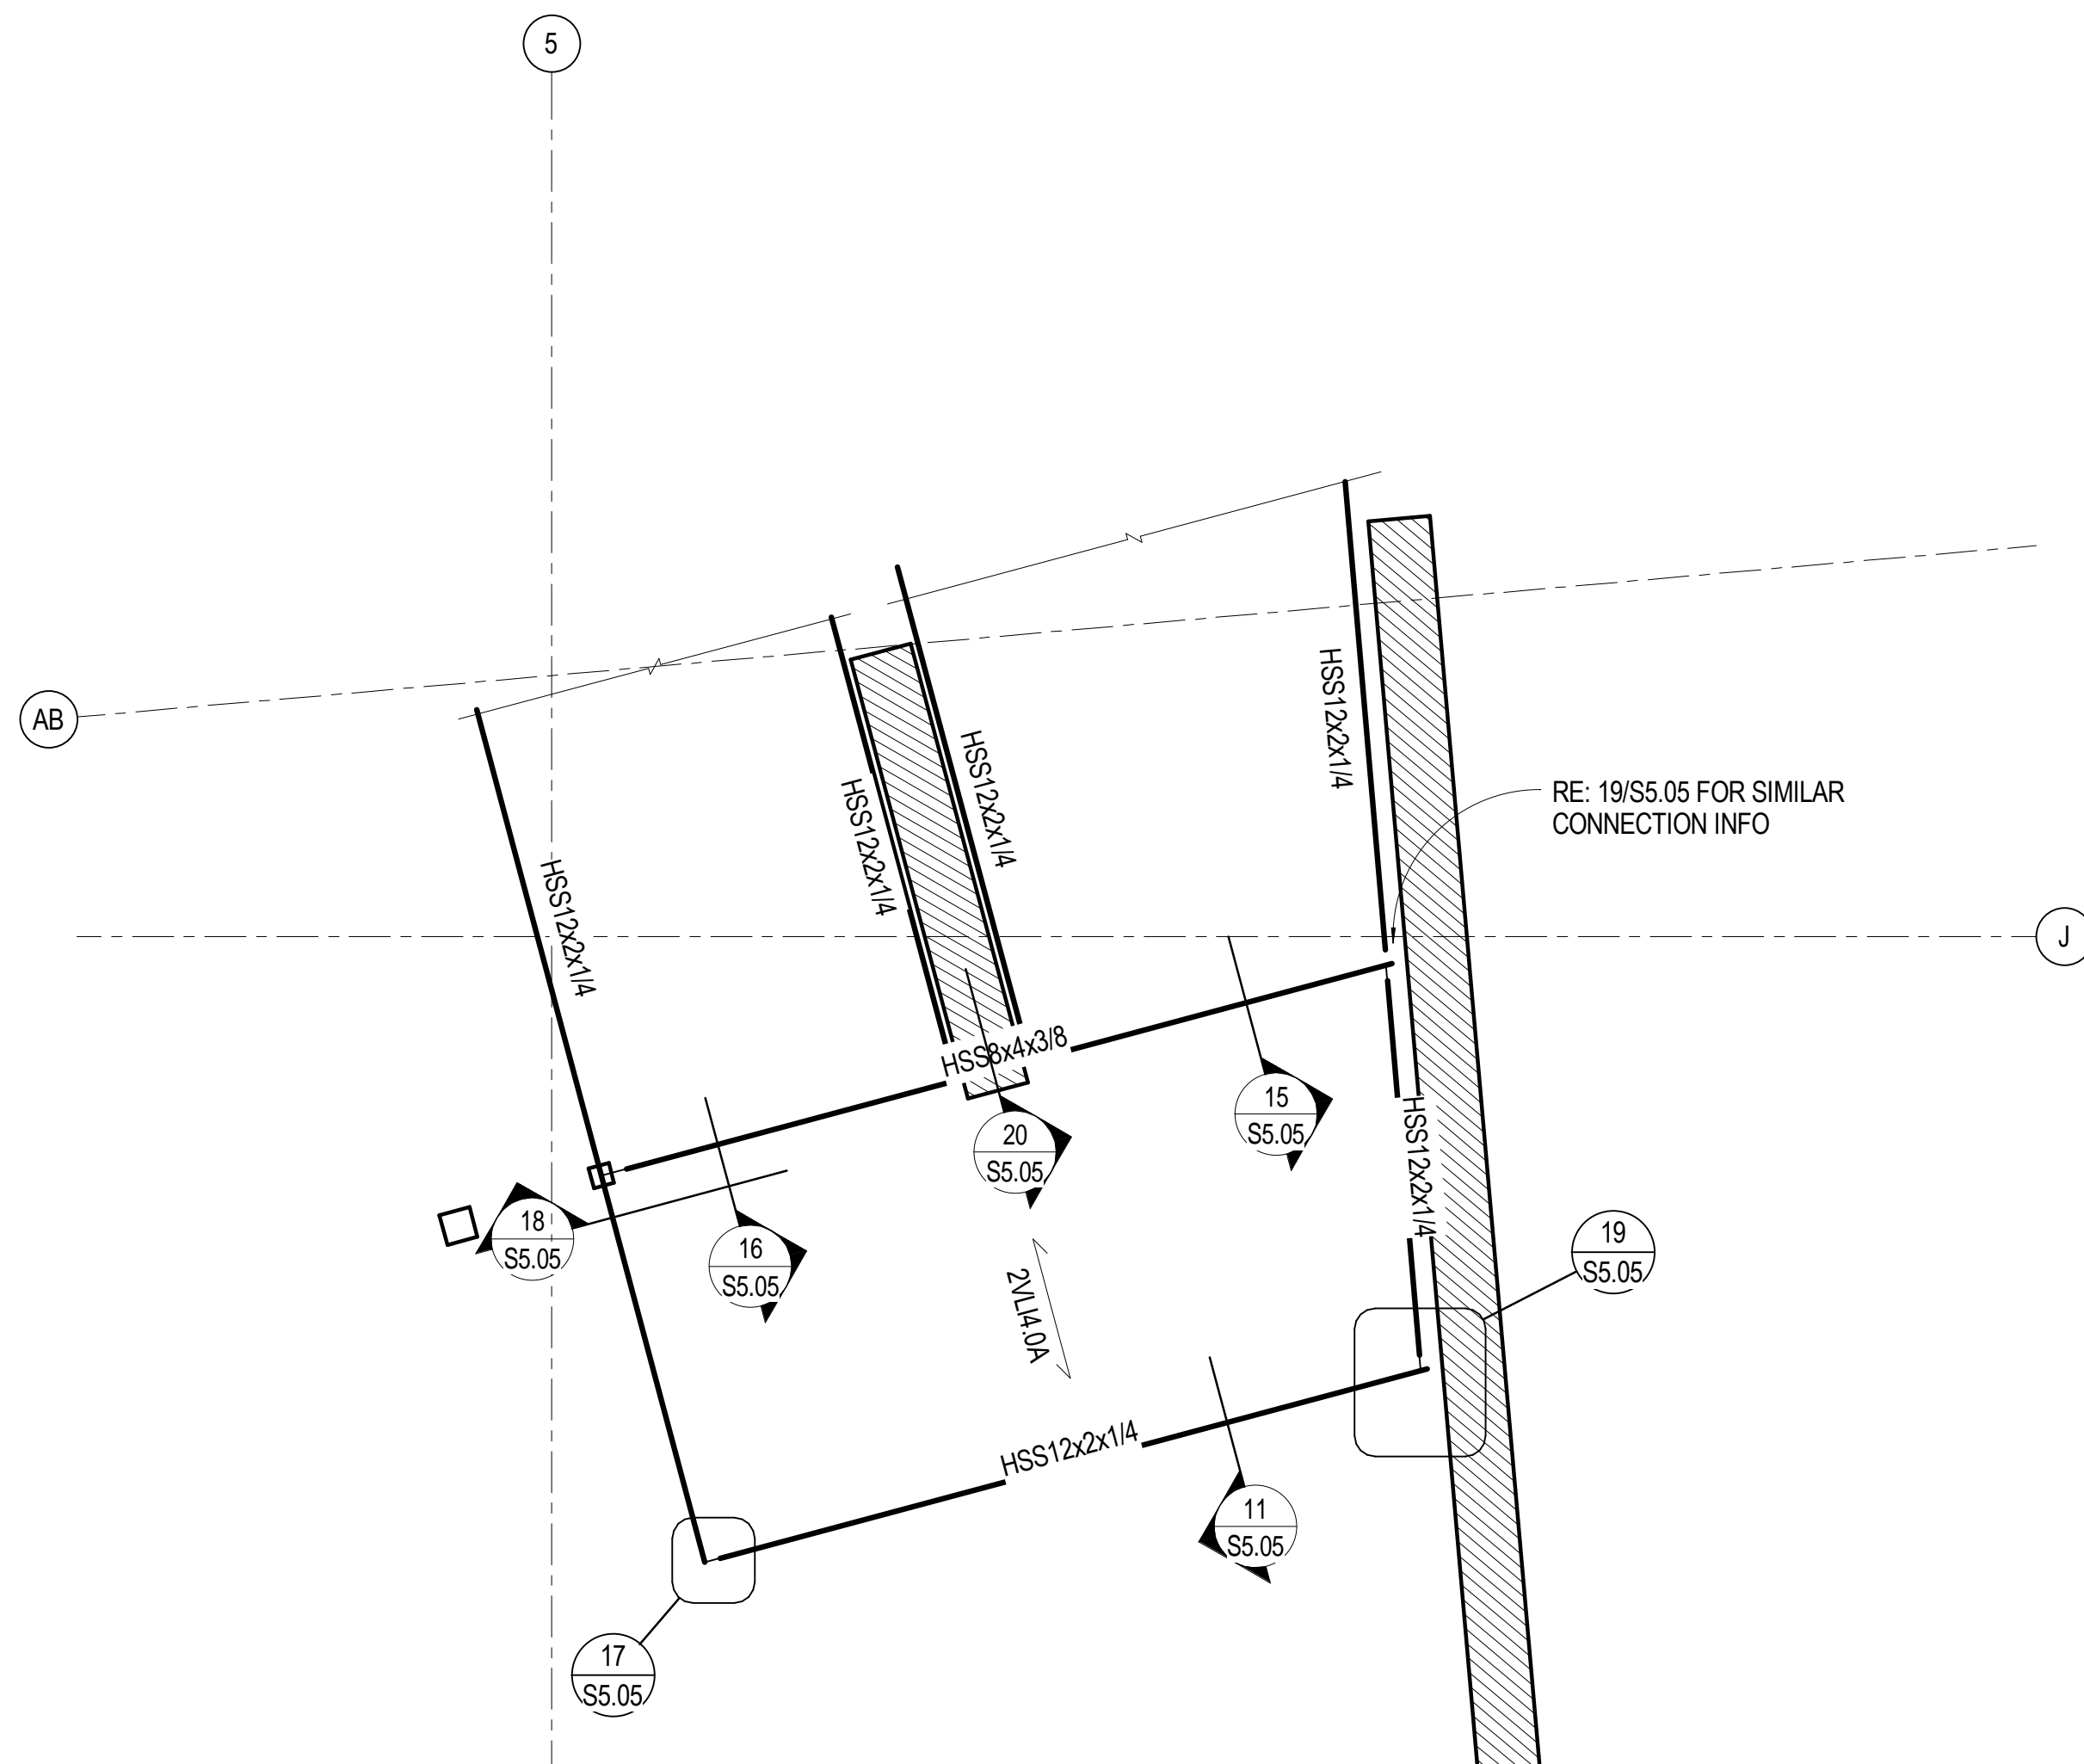 5
AB
HSS12x2x1/4
HSS12x2x1/4
HSS12x2x1/4
HSS12x2x1/4
RE: 19/S5.05 FOR SIMILAR
CONNECTION INFO
J
HSS8x4x3/8
15
S5.05
20
S5.05
HSS12x2x1/4
18
S5.05
16
S5.05
19
S5.05
2VLI4.0A
HSS12x2x1/4
11
S5.05
17
S5.05